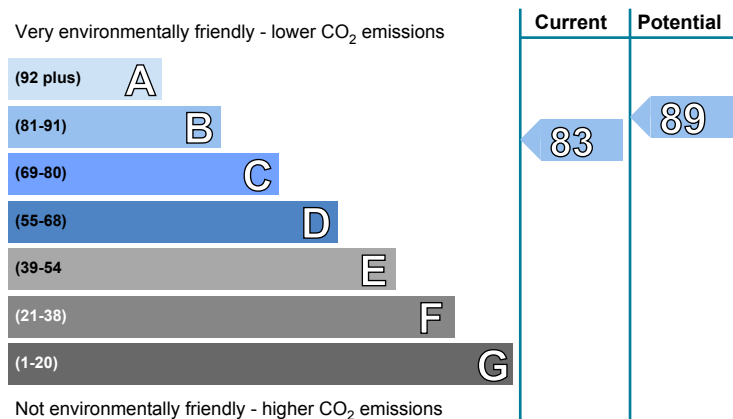 Very environmentally friendly - lower CO₂ emissions
Current Potential
(92 plus) A
(81-91) B
(69-80) C
(55-68) D
(39-54 E
(21-38) F
(1-20) G
83
89
Not environmentally friendly - higher CO₂ emissions